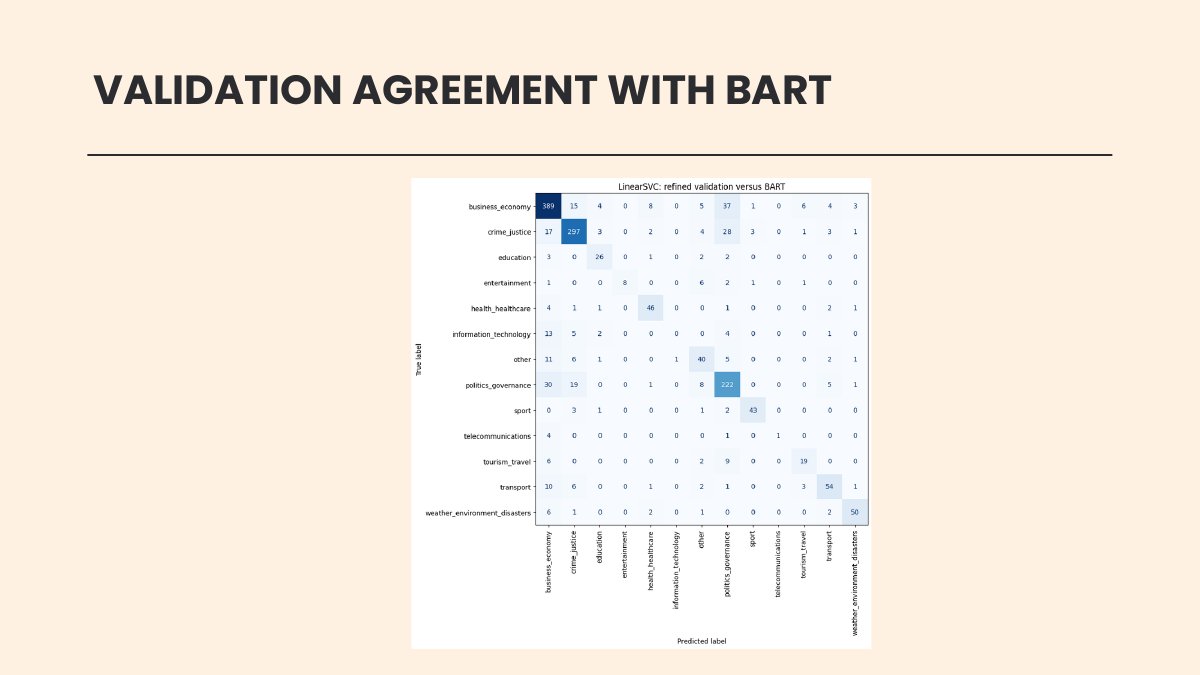 VALIDATION AGREEMENT WITH BART
LinearSVC: refined validation versus BART
True label
business_economy 389 15 4 0 8 0 5 37 1 0 6 4 3
crime_justice 17 297 3 0 2 0 4 28 3 0 1 3 1
education 3 0 26 0 1 0 2 2 0 0 0 0 0
entertainment 1 0 0 8 0 0 6 2 1 0 1 0 0
health_healthcare 4 1 1 0 46 0 0 1 0 0 0 2 1
information_technology 13 5 2 0 0 0 0 4 0 0 0 1 0
other 11 6 1 0 0 1 40 5 0 0 0 2 1
politics_governance 30 19 0 0 1 0 8 222 0 0 0 5 1
sport 0 3 1 0 0 0 1 2 43 0 0 0 0
telecommunications 4 0 0 0 0 0 0 1 0 1 0 0 0
tourism_travel 6 0 0 0 0 0 2 9 0 0 19 0 0
transport 10 6 0 0 1 0 2 1 0 0 3 54 1
weather_environment_disasters 6 1 0 0 2 0 1 0 0 0 0 2 50
business_economy
crime_justice
education
entertainment
health_healthcare
information_technology
other
politics_governance
sport
telecommunications
tourism_travel
transport
weather_environment_disasters
Predicted label